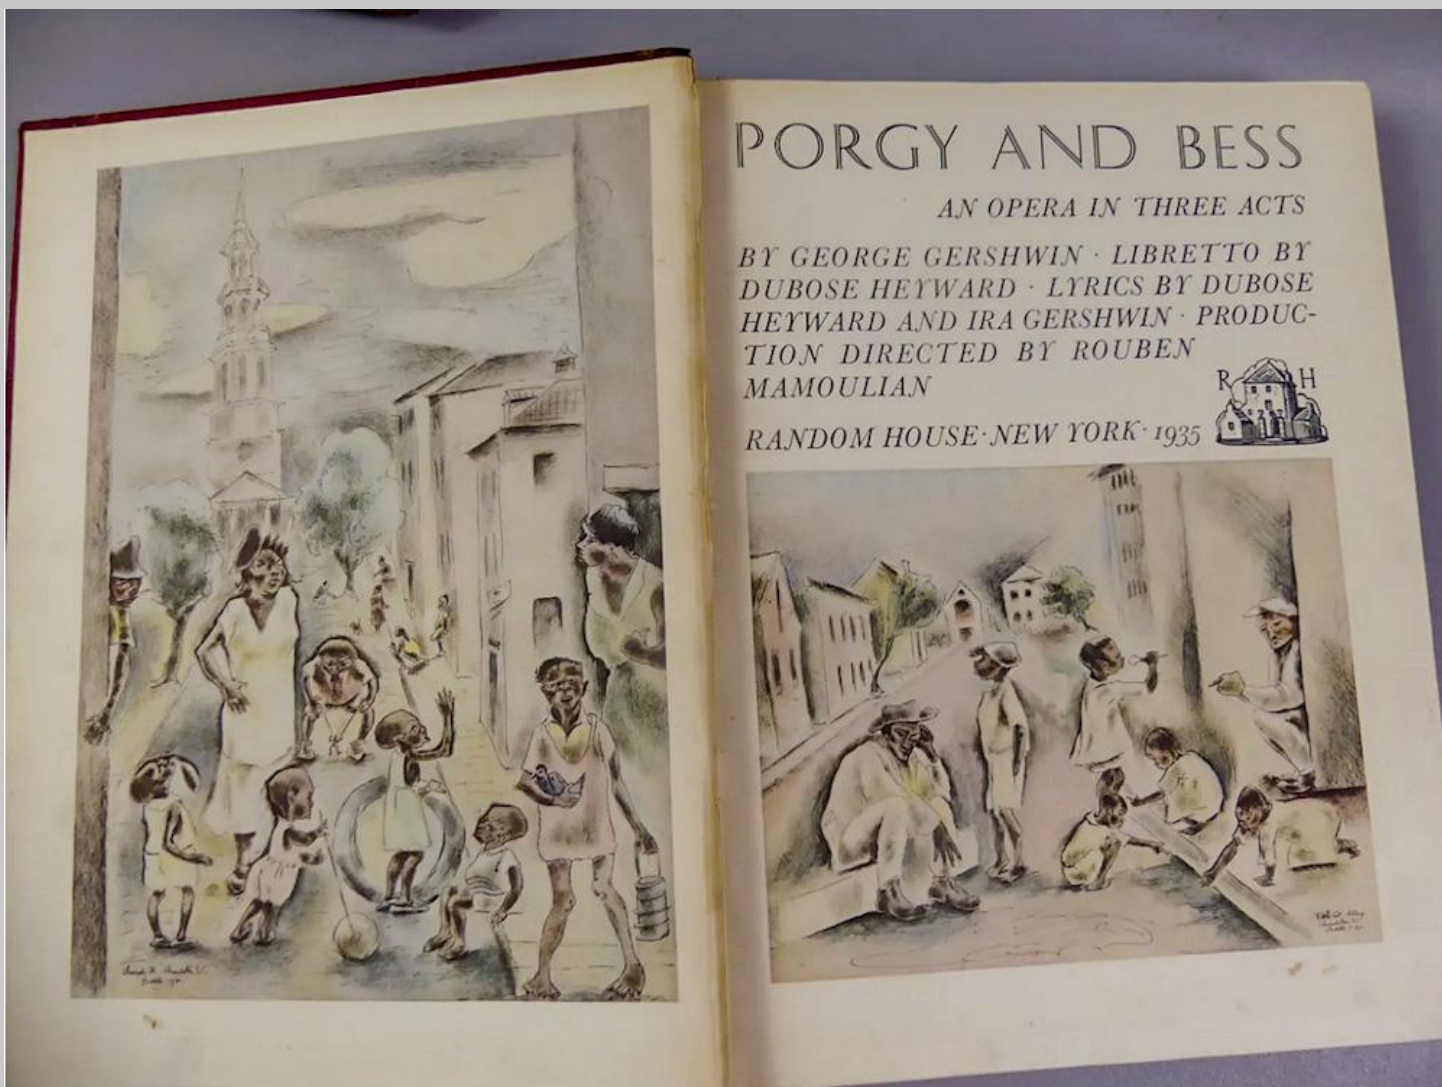 PORGY AND BESS
AN OPERA IN THREE ACTS
BY GEORGE GERSHWIN · LIBRETTO BY
DUBOSE HEYWARD · LYRICS BY DUBOSE
HEYWARD AND IRA GERSHWIN · PRODUC-
TION DIRECTED BY ROUBEN
MAMOULIAN
R H
RANDOM HOUSE · NEW YORK · 1935